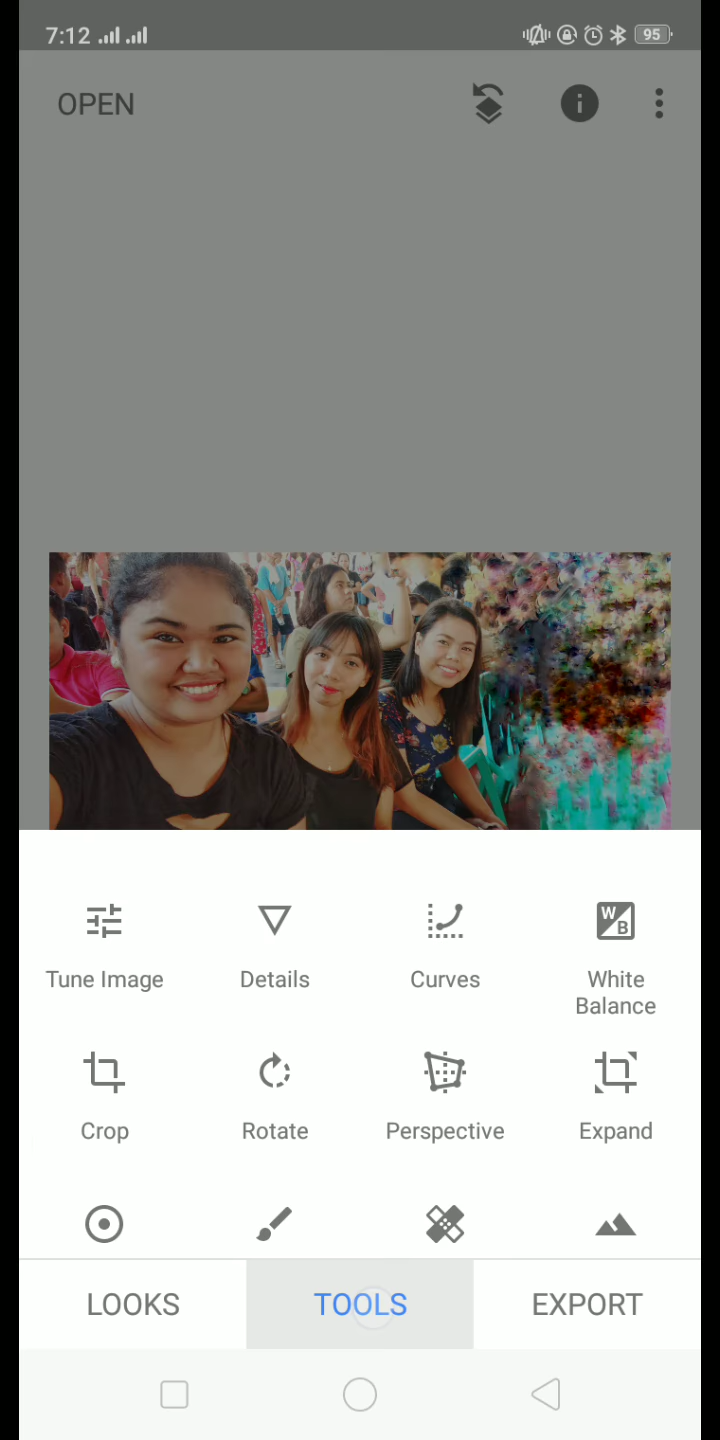 7:12
95
OPEN
Tune Image
Details
Curves
W
B
White
Balance
Crop
Rotate
Perspective
Expand
LOOKS
TOOLS
EXPORT